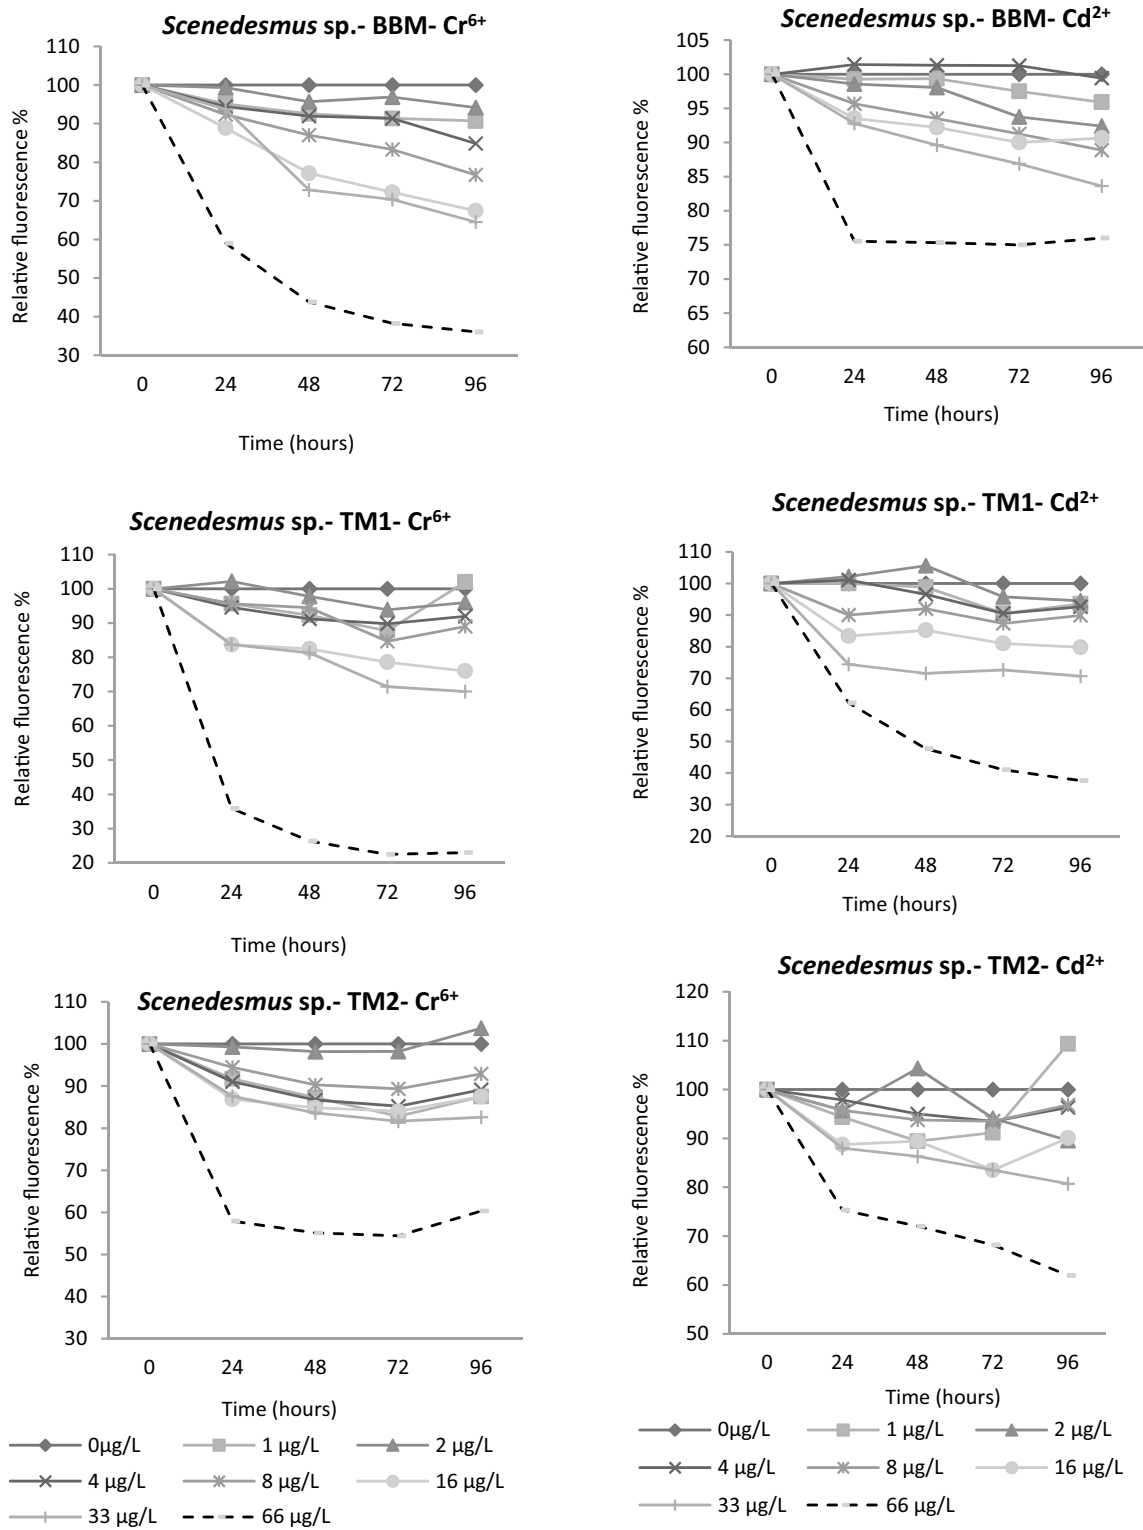 Scenedesmus sp.- BBM- Cr6+
110
100
90
80
70
60
50
40
30
Relative fluorescence %
0 24 48 72 96
Time (hours)
Scenedesmus sp.- BBM- Cd2+
105
100
95
90
85
80
75
70
65
60
Relative fluorescence %
0 24 48 72 96
Time (hours)
Scenedesmus sp.- TM1- Cr6+
110
100
90
80
70
60
50
40
30
20
Relative fluorescence %
0 24 48 72 96
Time (hours)
Scenedesmus sp.- TM1- Cd2+
110
100
90
80
70
60
50
40
30
20
Relative fluorescence %
0 24 48 72 96
Time (hours)
Scenedesmus sp.- TM2- Cr6+
110
100
90
80
70
60
50
40
30
Relative fluorescence %
0 24 48 72 96
Time (hours)
0µg/L 1 µg/L 2 µg/L
4 µg/L 8 µg/L 16 µg/L
33 µg/L 66 µg/L
Scenedesmus sp.- TM2- Cd2+
120
110
100
90
80
70
60
50
Relative fluorescence %
0 24 48 72 96
Time (hours)
0µg/L 1 µg/L 2 µg/L
4 µg/L 8 µg/L 16 µg/L
33 µg/L 66 µg/L